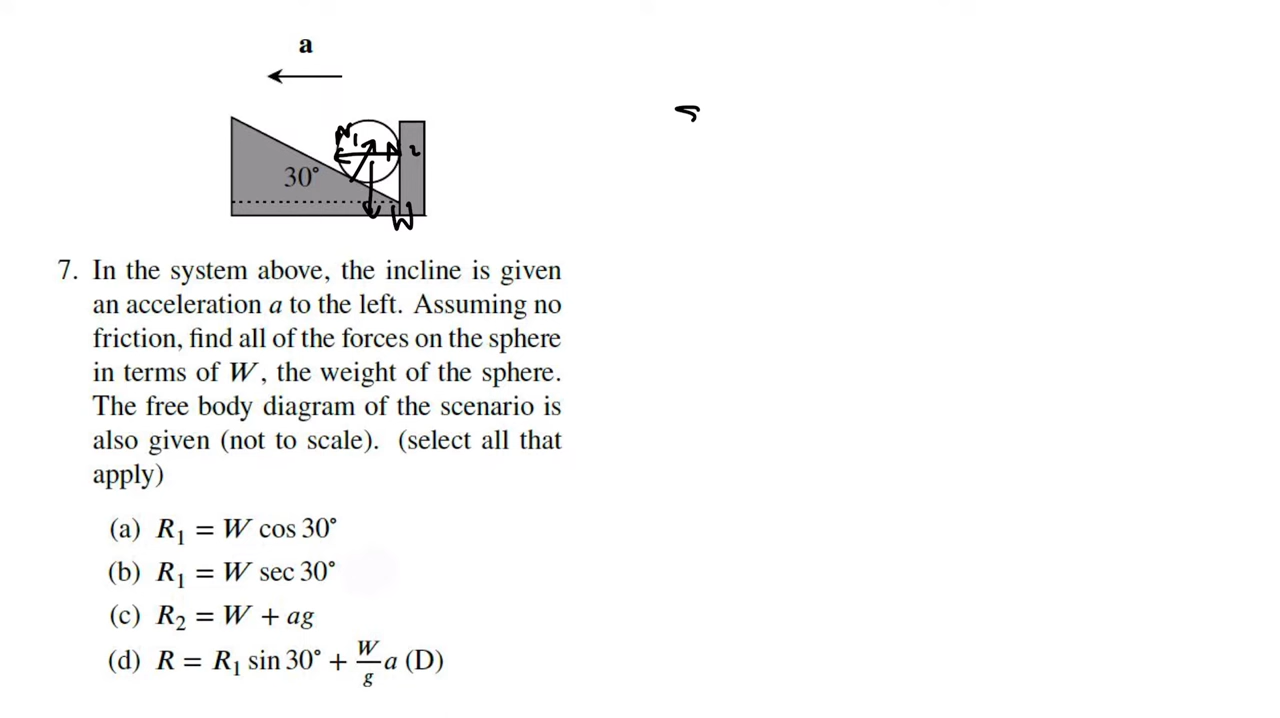 a
N₁
2
30°
W
7. In the system above, the incline is given
an acceleration a to the left. Assuming no
friction, find all of the forces on the sphere
in terms of W, the weight of the sphere.
The free body diagram of the scenario is
also given (not to scale). (select all that
apply)
(a) R₁ = W cos 30°
(b) R₁ = W sec 30°
(c) R₂ = W + ag
(d) R = R₁ sin 30° + W/g a (D)